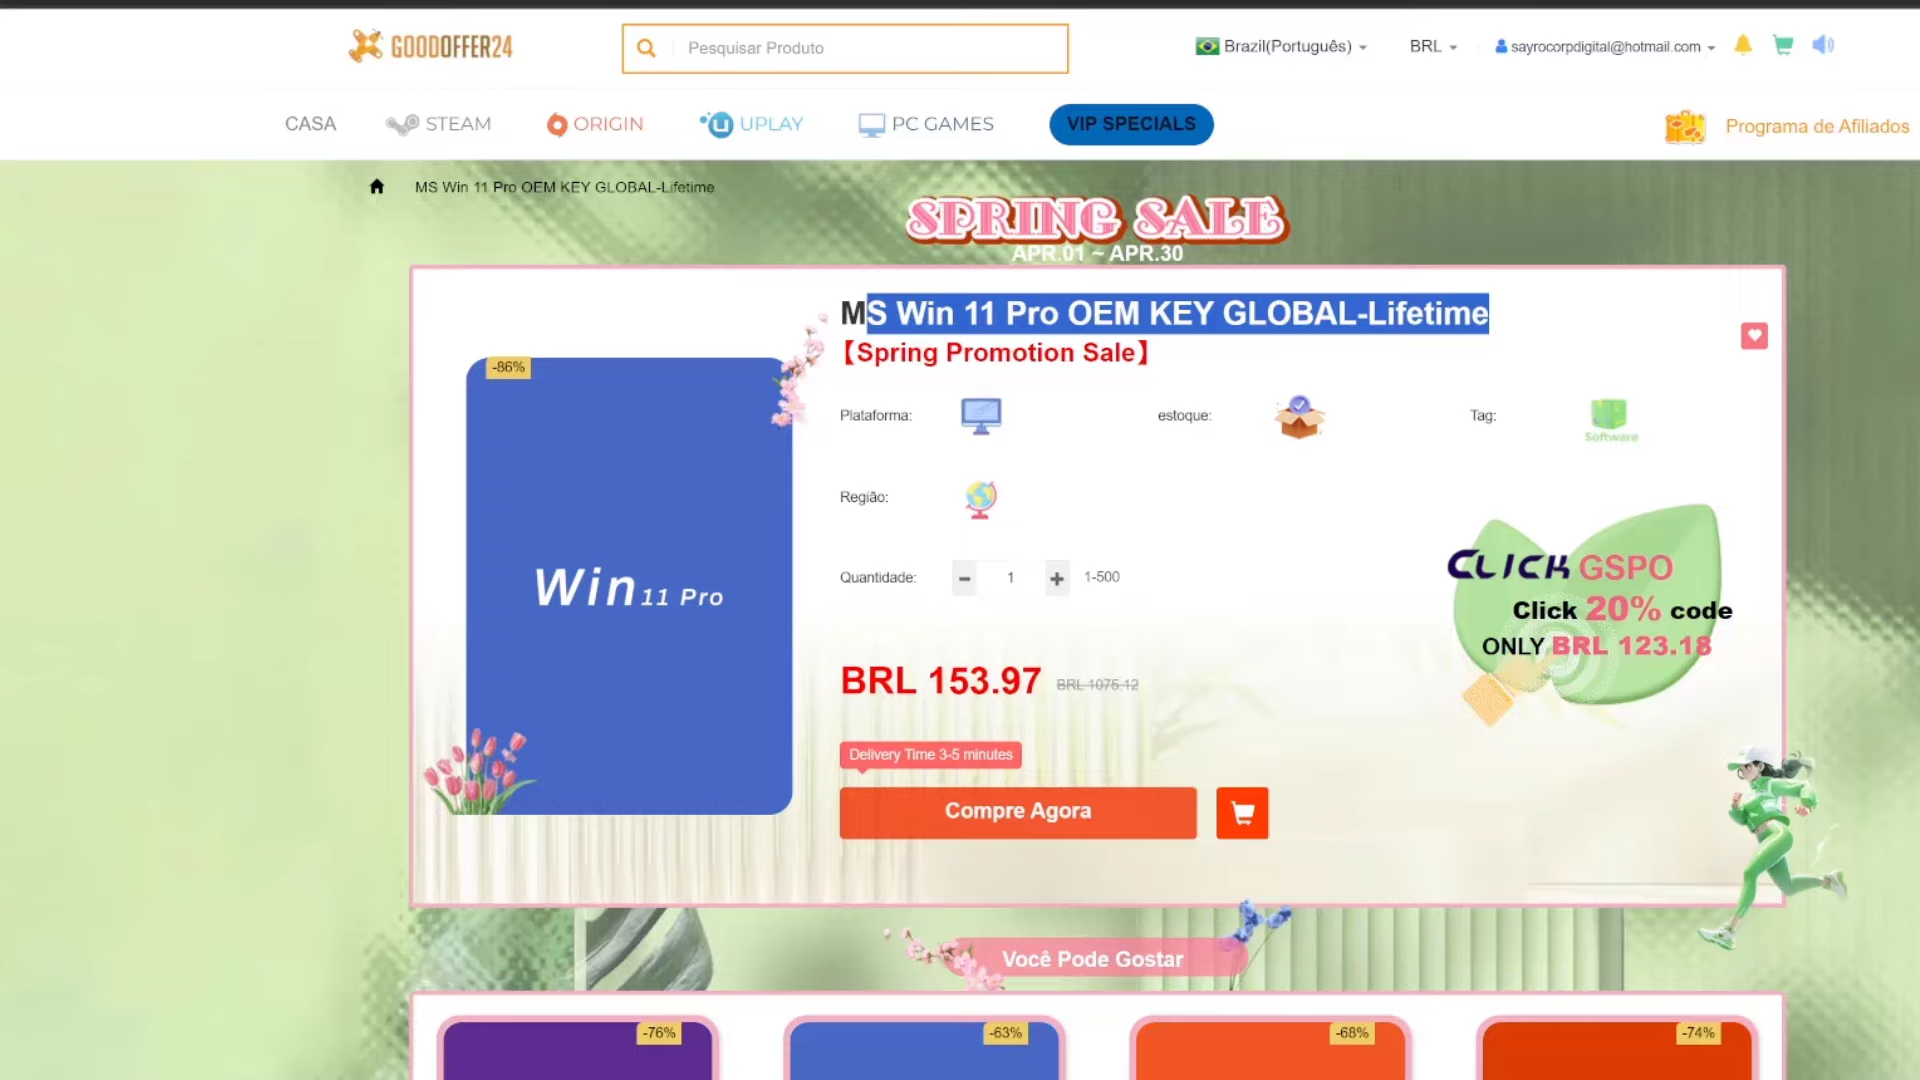 GOODOFFER24
Pesquisar Produto
Brazil(Português)
BRL
sayrocorpdigital@hotmail.com
CASA
STEAM
ORIGIN
UPLAY
PC GAMES
VIP SPECIALS
Programa de Afiliados
MS Win 11 Pro OEM KEY GLOBAL-Lifetime
SPRING SALE
APR.01 ~ APR.30
MS Win 11 Pro OEM KEY GLOBAL-Lifetime
【Spring Promotion Sale】
-86%
Win 11 Pro
Plataforma:
estoque:
Tag:
Software
Região:
Quantidade:
- 1 +
1-500
CLICK GSPO
Click 20% code
ONLY BRL 123.18
BRL 153.97
BRL 1075.12
Delivery Time 3-5 minutes
Compre Agora
Você Pode Gostar
-76%
-63%
-68%
-74%